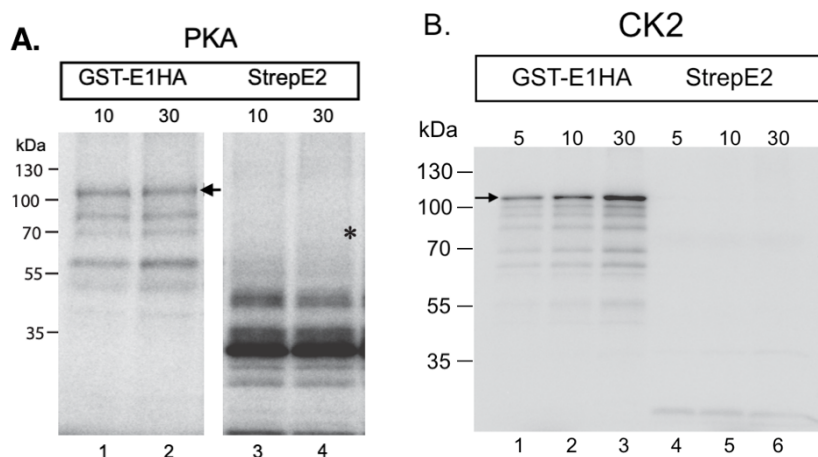 A.
PKA
GST-E1HA StrepE2
10 30 10 30
kDa
130
100
70
*
55
35
1 2 3 4
B.
CK2
GST-E1HA StrepE2
kDa
5 10 30 5 10 30
130
100
70
55
35
1 2 3 4 5 6